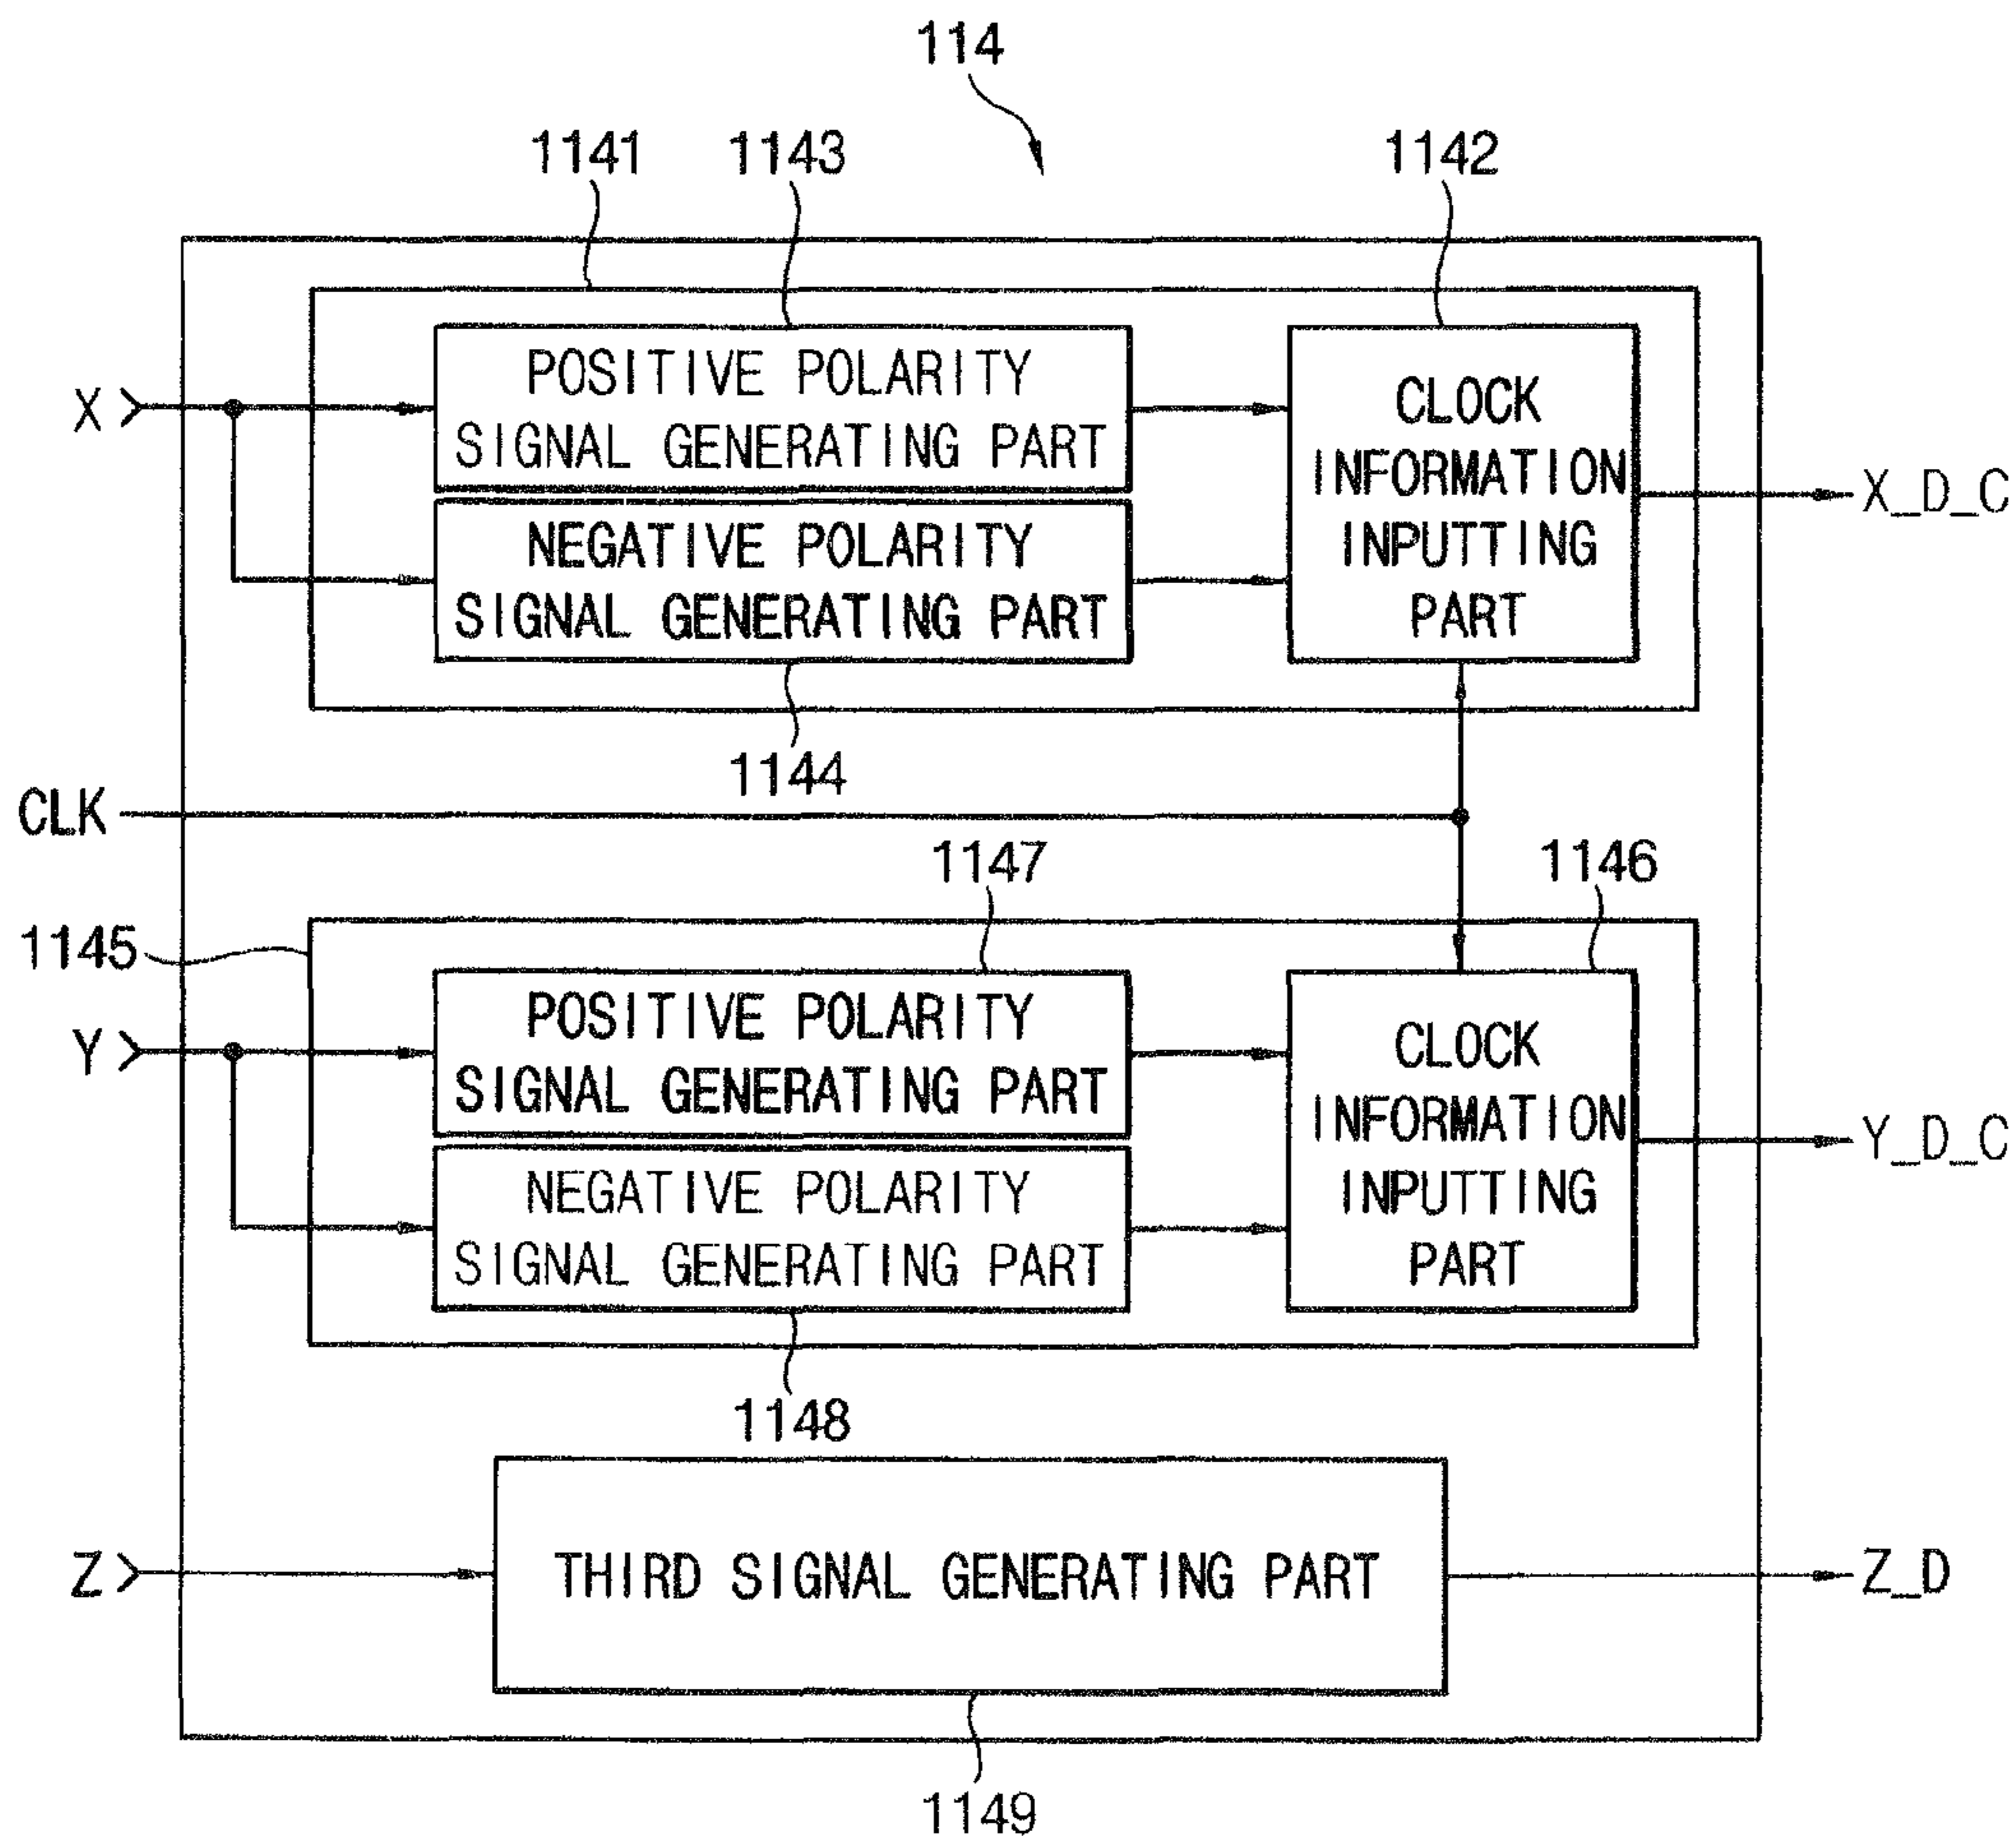 114
1141
1143
1142
X
POSITIVE POLARITY
SIGNAL GENERATING PART
NEGATIVE POLARITY
SIGNAL GENERATING PART
CLOCK
INFORMATION
INPUTTING
PART
X_D_C
1144
CLK
1147
1146
1145
Y
POSITIVE POLARITY
SIGNAL GENERATING PART
NEGATIVE POLARITY
SIGNAL GENERATING PART
CLOCK
INFORMATION
INPUTTING
PART
Y_D_C
1148
Z
THIRD SIGNAL GENERATING PART
Z_D
1149